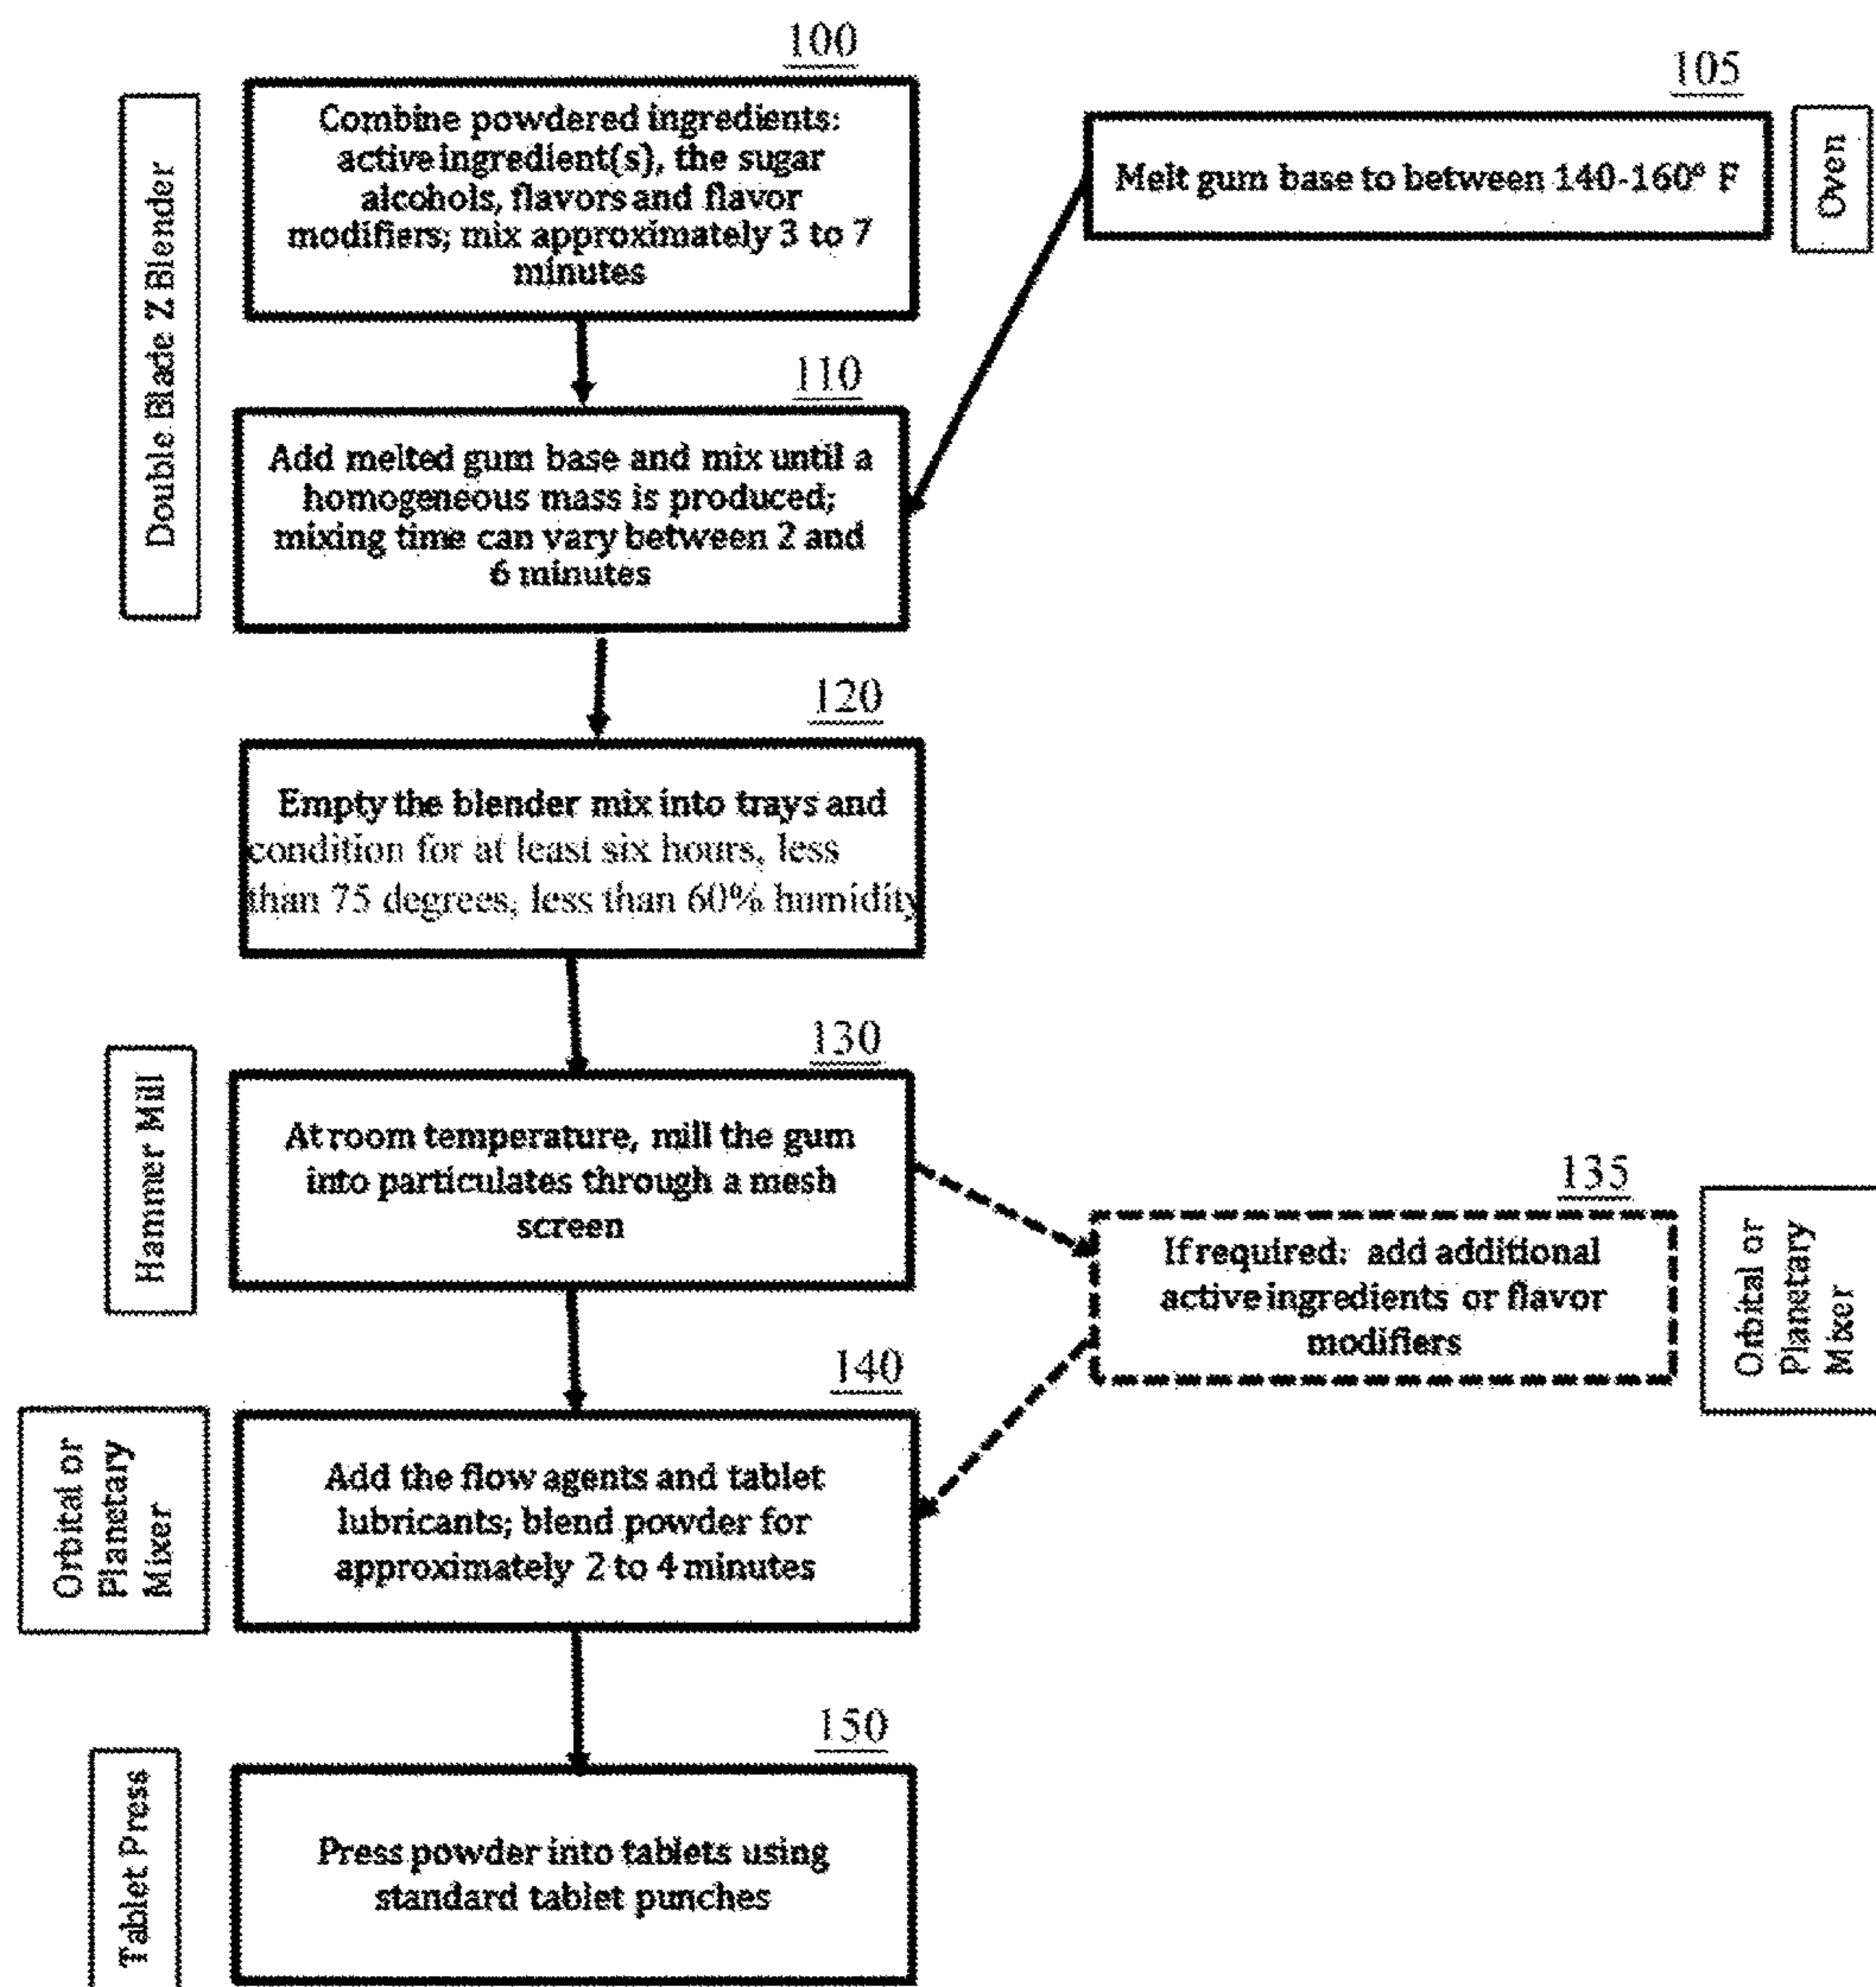 100
Combine powdered ingredients:
active ingredient(s), the sugar
alcohols, flavors and flavor
modifiers; mix approximately 3 to 7
minutes
Double Blade Z Blender
105
Melt gum base to between 140-160° F
Oven
110
Add melted gum base and mix until a
homogeneous mass is produced;
mixing time can vary between 2 and
6 minutes
120
Empty the blender mix into trays and
condition for at least six hours, less
than 75 degrees, less than 60% humidity
130
Hammer Mill
At room temperature, mill the gum
into particulates through a mesh
screen
135
If required: add additional
active ingredients or flavor
modifiers
Orbital or
Planetary
Mixer
140
Orbital or
Planetary
Mixer
Add the flow agents and tablet
lubricants; blend powder for
approximately 2 to 4 minutes
150
Tablet Press
Press powder into tablets using
standard tablet punches